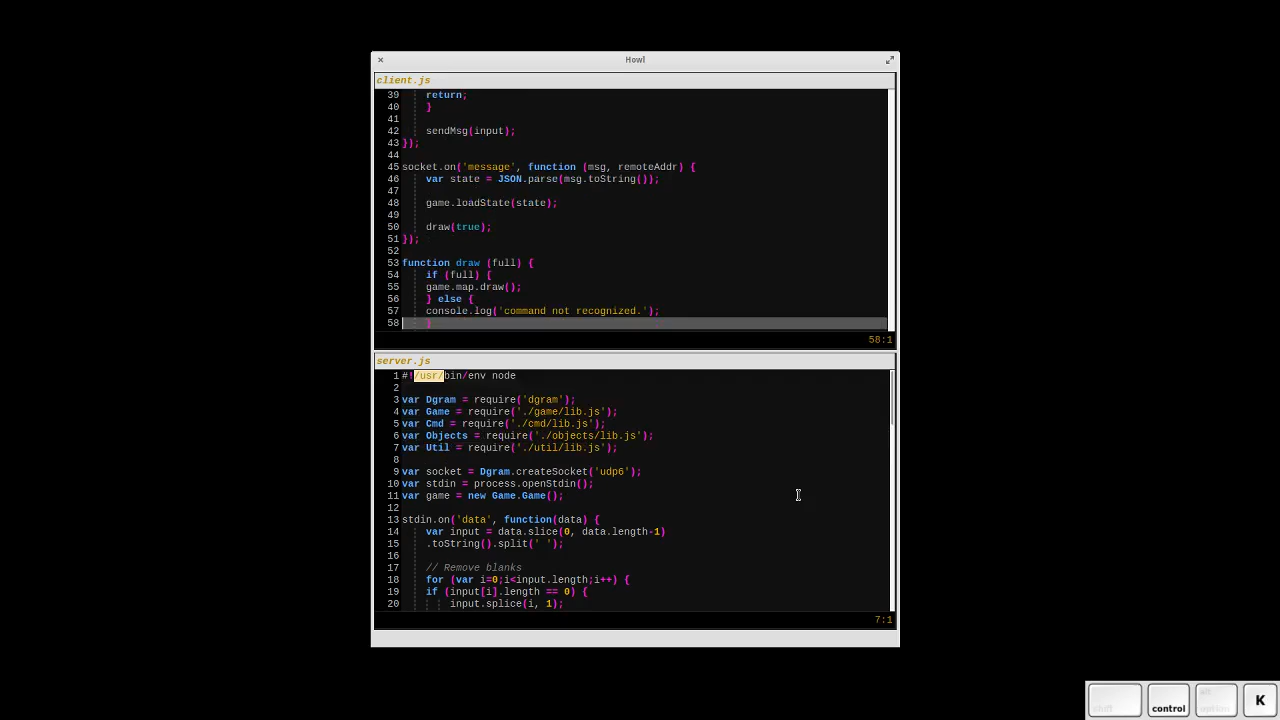 × Howl
client.js
39 return;
40 }
41
42 sendMsg(input);
43 });
44
45 socket.on('message', function (msg, remoteAddr) {
46 var state = JSON.parse(msg.toString());
47
48 game.loadState(state);
49
50 draw(true);
51 });
52
53 function draw (full) {
54 if (full) {
55 game.map.draw();
56 } else {
57 console.log('command not recognized.');
58 }
58:1
server.js
1 #!/usr/bin/env node
2
3 var Dgram = require('dgram');
4 var Game = require('./game/lib.js');
5 var Cmd = require('./cmd/lib.js');
6 var Objects = require('./objects/lib.js');
7 var Util = require('./util/lib.js');
8
9 var socket = Dgram.createSocket('udp6');
10 var stdin = process.openStdin();
11 var game = new Game.Game();
12
13 stdin.on('data', function(data) {
14 var input = data.slice(0, data.length-1)
15 .toString().split(' ');
16
17 // Remove blanks
18 for (var i=0;i<input.length;i++) {
19 if (input[i].length == 0) {
20 input.splice(i, 1);
7:1
alt
shift control option K